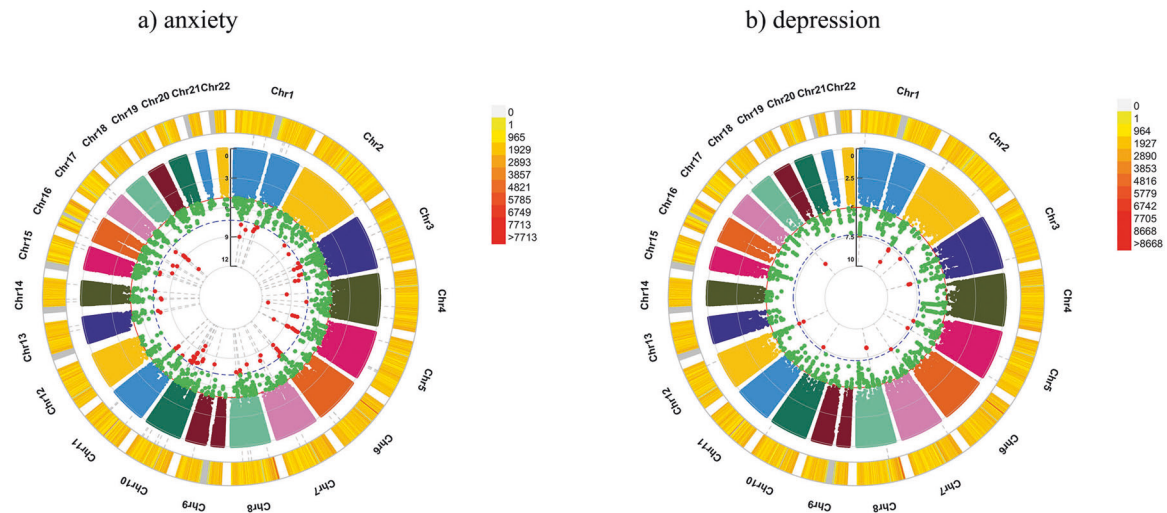 a) anxiety
b) depression
Chr1
Chr2
Chr3
Chr4
Chr5
Chr6
Chr7
Chr8
Chr9
Chr10
Chr11
Chr12
Chr13
Chr14
Chr15
Chr16
Chr17
Chr18
Chr19
Chr20
Chr21
Chr22
0
3
9
12
0
1
965
1929
2893
3857
4821
5785
6749
7713
>7713
Chr1
Chr2
Chr3
Chr4
Chr5
Chr6
Chr7
Chr8
Chr9
Chr10
Chr11
Chr12
Chr13
Chr14
Chr15
Chr16
Chr17
Chr18
Chr19
Chr20
Chr21
Chr22
0
2.5
7.5
10
0
1
964
1927
2890
3853
4816
5779
6742
7705
8668
>8668